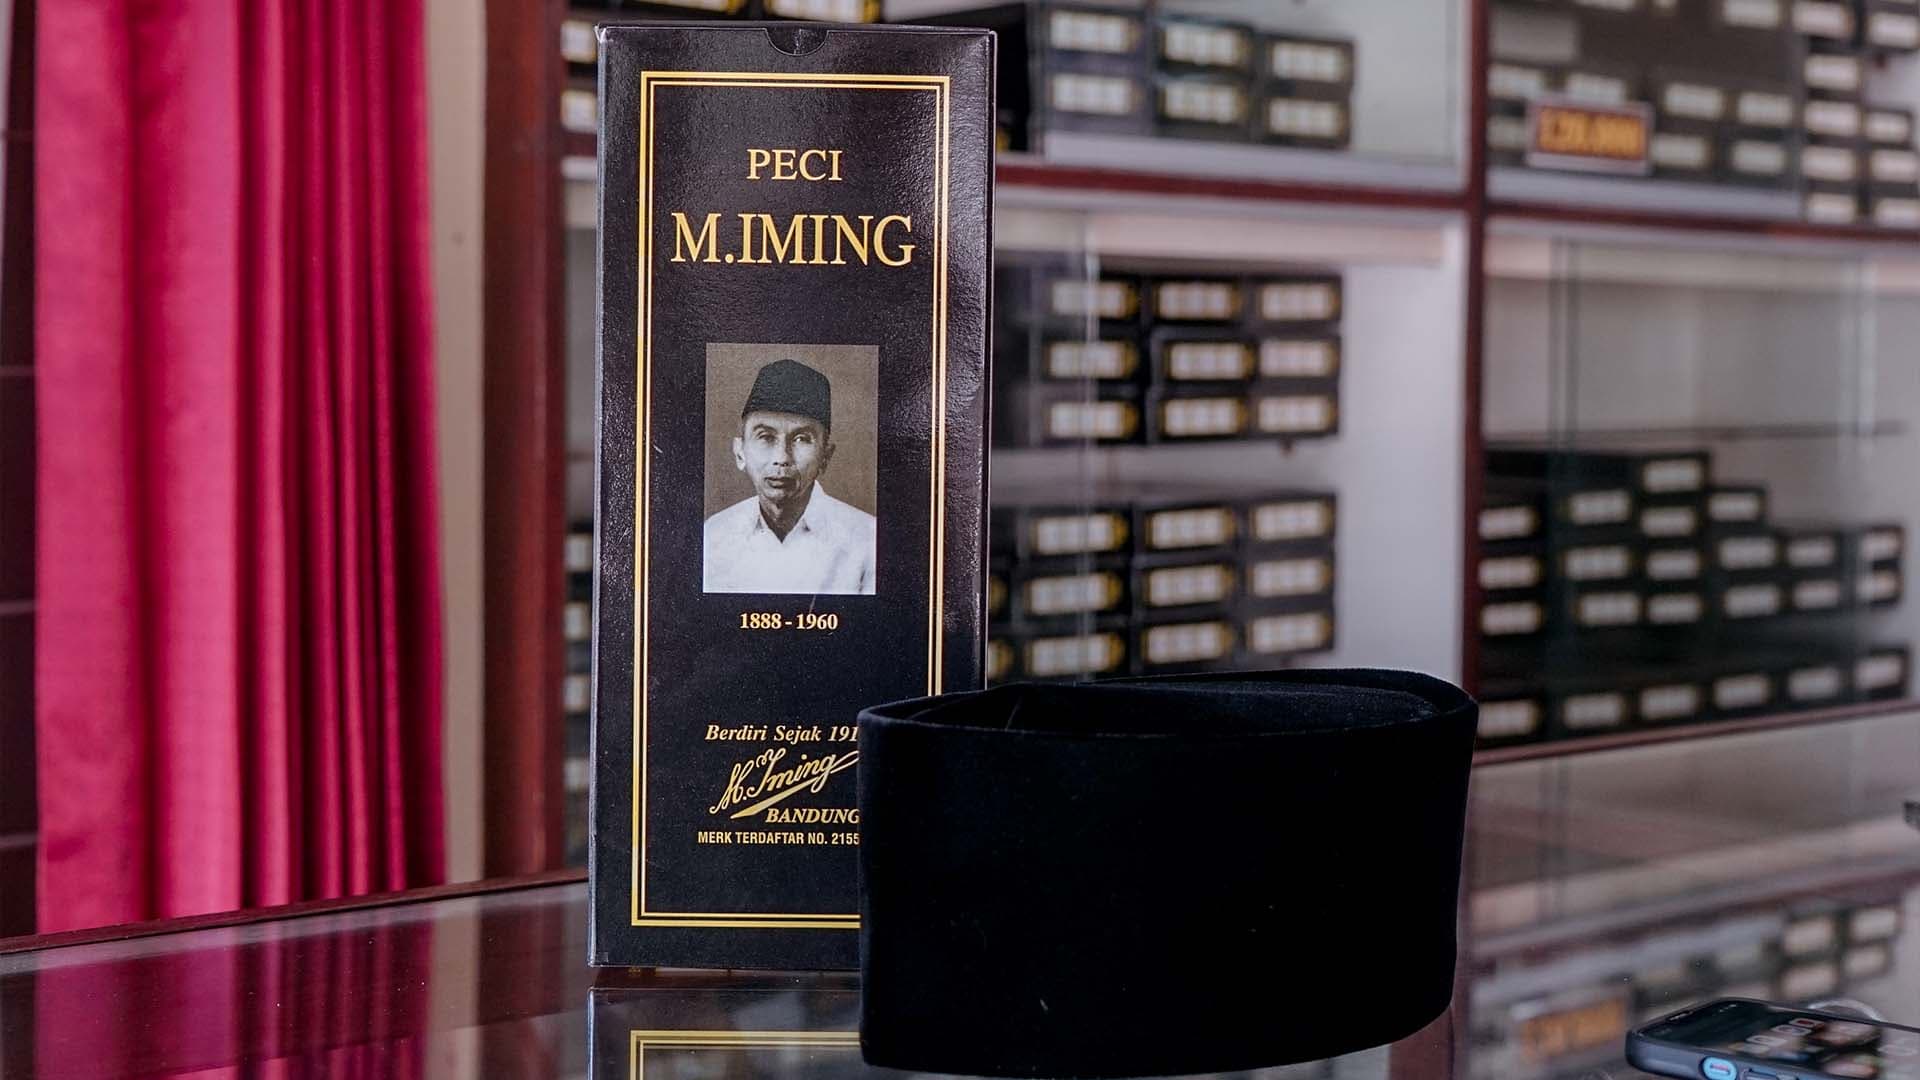 PECI
M.IMING
1888 - 1960
Berdiri Sejak
M.Iming
BANDUNG
MERK TERDAFTAR NO.